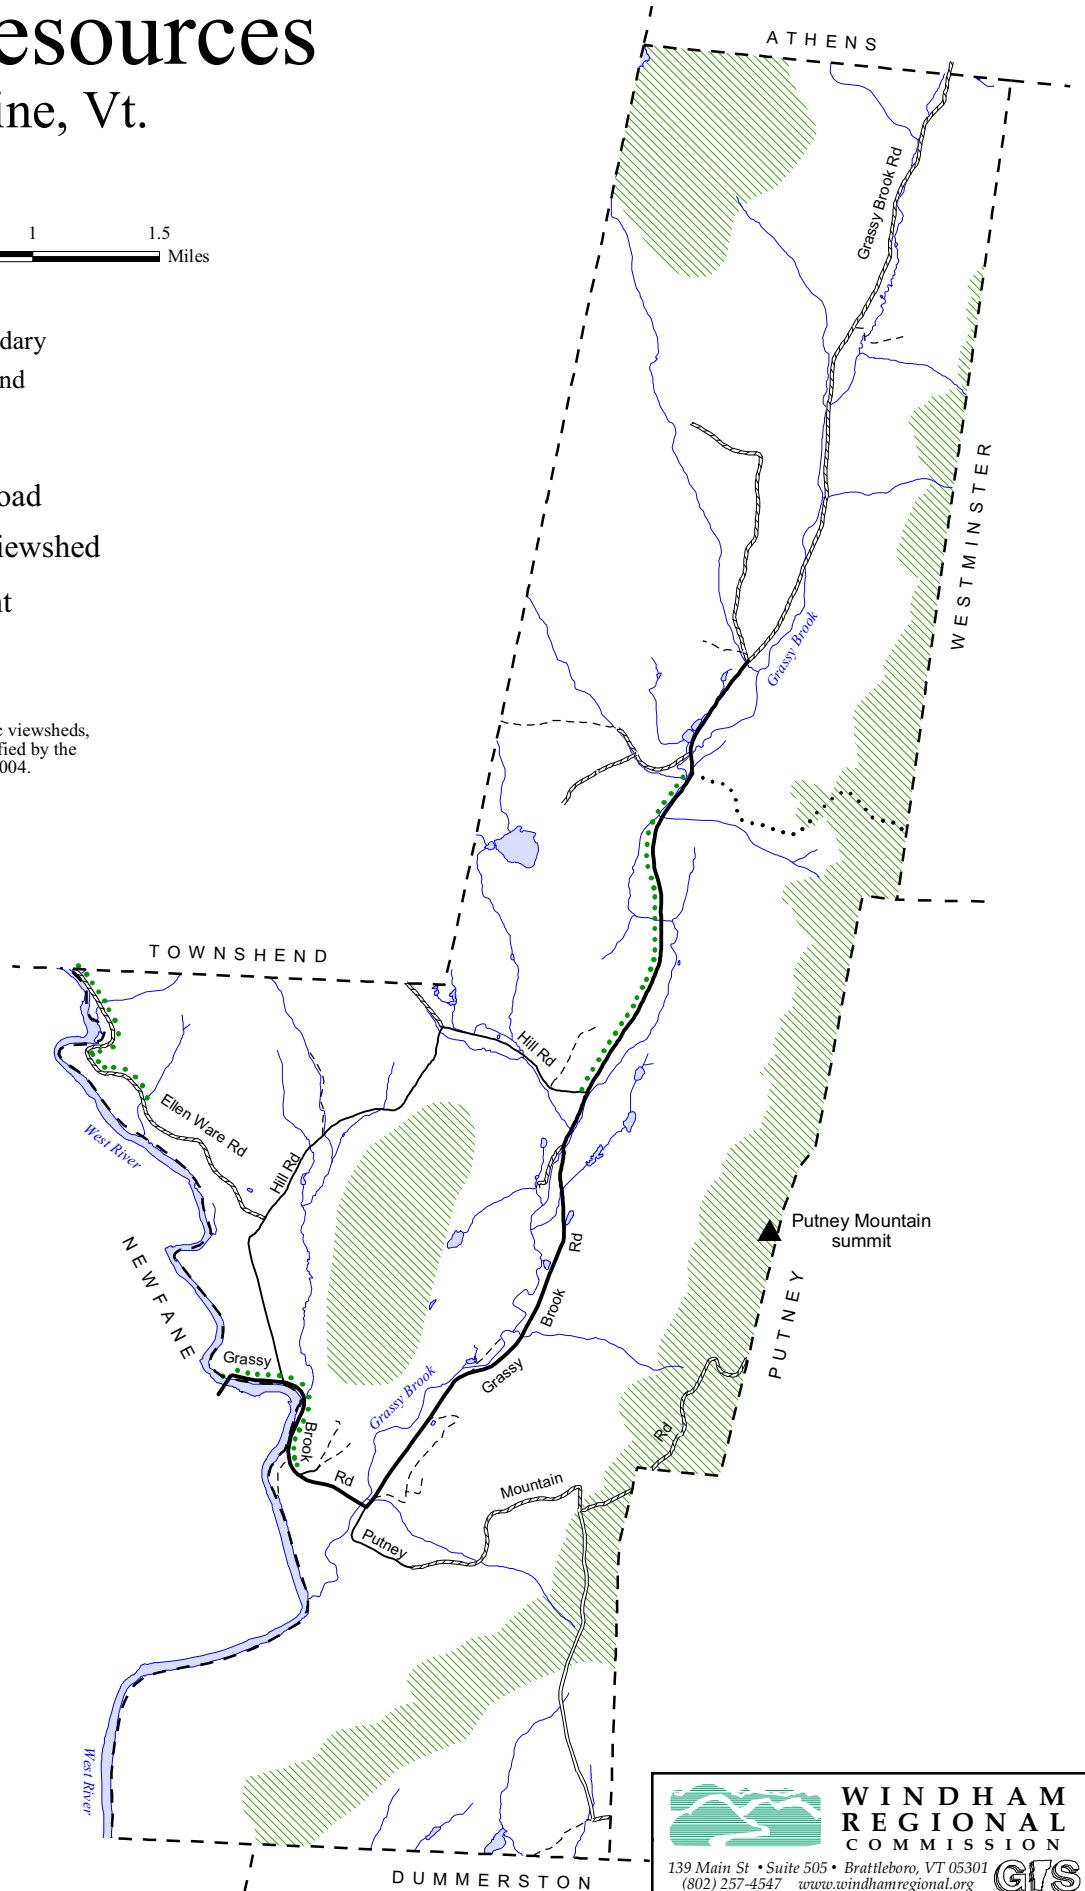 esources
ine, Vt.
1 1.5
Miles
dary
nd
oad
iewshed
nt
c viewsheds,
fied by the
004.
ATHENS
Grassy Brook Rd
WESTMINSTER
Grassy Brook
TOWNSHEND
Hill Rd
Ellen Ware Rd
West River
Hill Rd
NEWFANE
Putney Mountain
summit
PUTNEY
Rd
Brook
Grassy
Grassy
Brook
Rd
Grassy Brook
Rd
Mountain
Putney
West River
DUMMERSTON
WINDHAM
REGIONAL
COMMISSION
139 Main St • Suite 505 • Brattleboro, VT 05301
(802) 257-4547 www.windhamregional.org
GIS